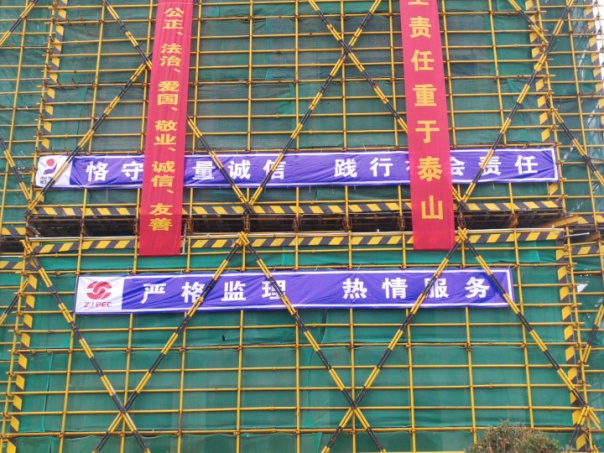 公正、法治、爱国、敬业、诚信、友善
责任重于泰山
恪守 量诚信 践行 会责任
ZJPEC 严格监理 热情服务